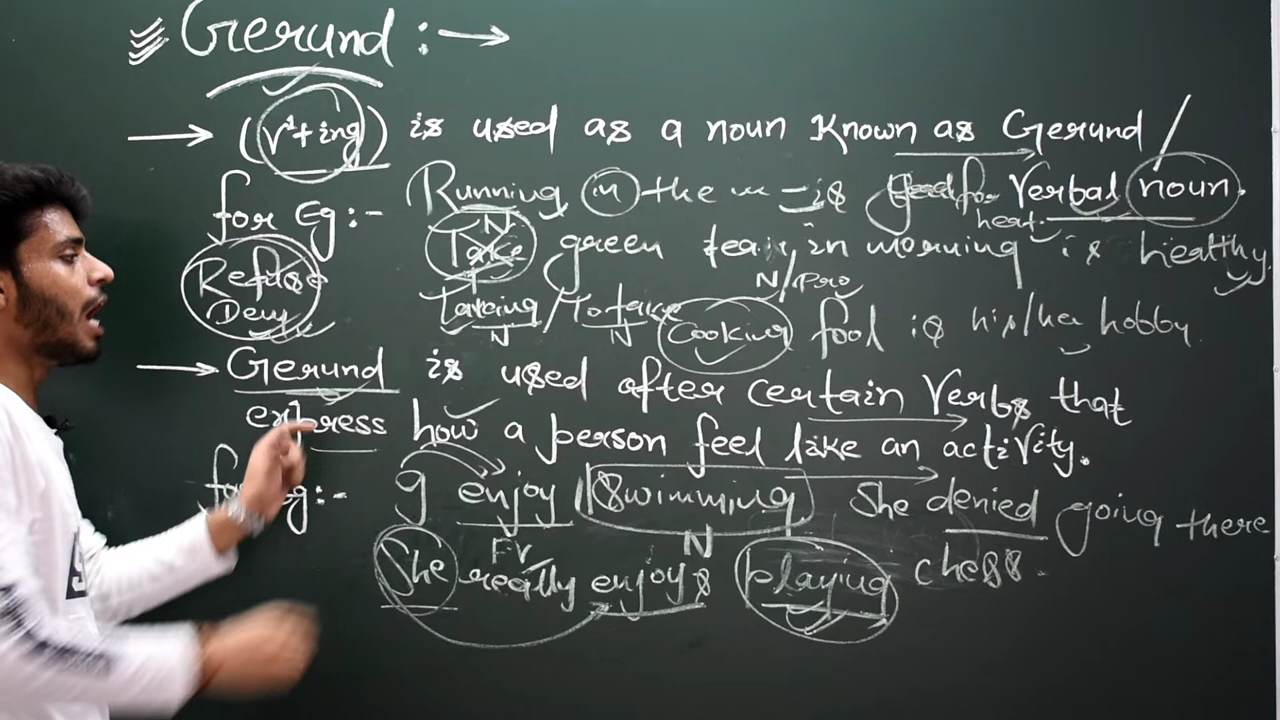 Gerund :→
→ (V¹+ing) is used as a noun Known as Gerund /
for Eg:- Running in the m - is good for Verbal noun.
heat.
Take green tea in morning is healthy.
Refuse
Deny
N
N/Pro
Taking/To take Cooking food is his/her hobby
N N
→ Gerund is used after certain Verbs that
express how a person feel like an activity.
for eg:- I enjoy swimming She denied going there
Fv N
She really enjoys playing chess.